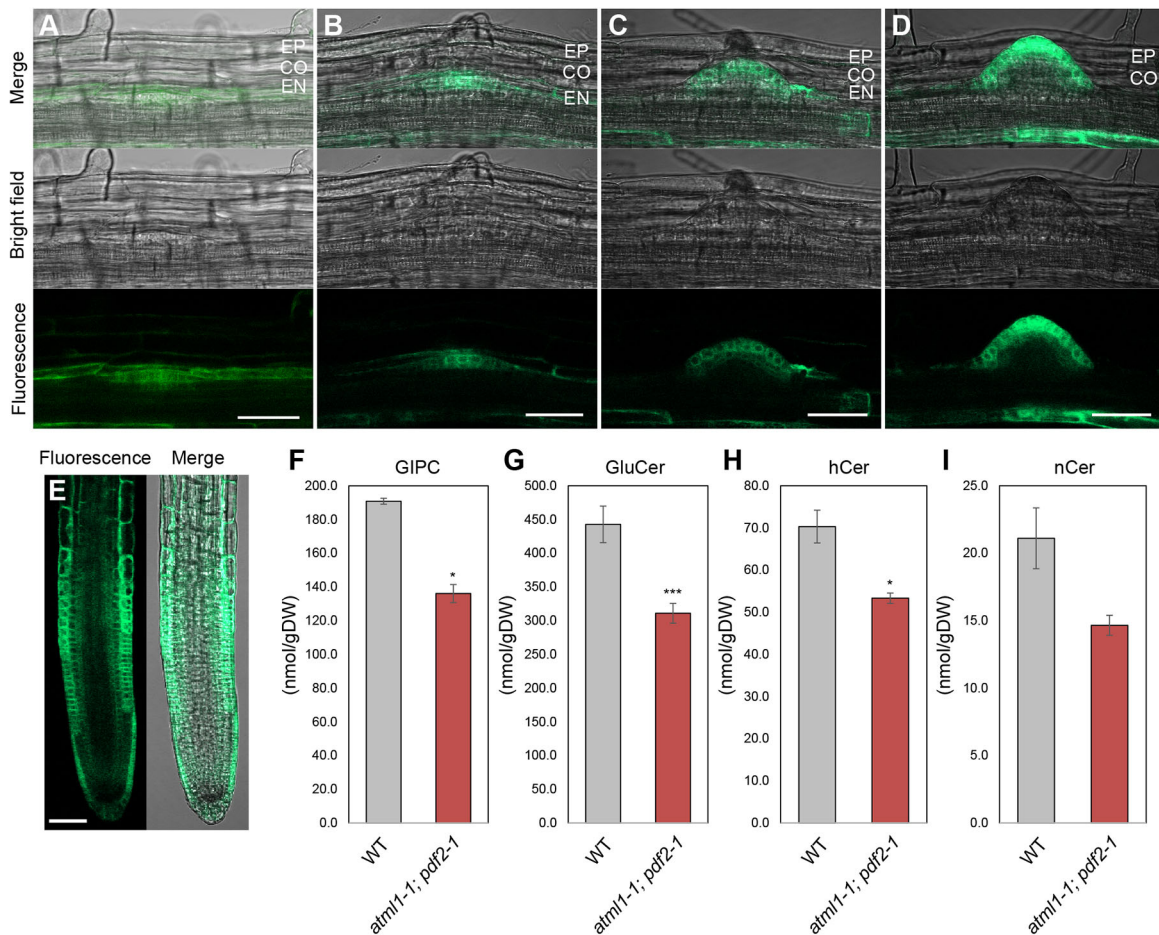 A
B
C
D
EP
CO
EN
EP
CO
EN
EP
CO
EN
EP
CO
Merge
Bright field
Fluorescence
Fluorescence Merge
E
F
GIPC
(nmol/gDW)
200.0
180.0
160.0
140.0
120.0
100.0
80.0
60.0
40.0
20.0
0.0
*
WT
atml1-1; pdf2-1
G
GluCer
(nmol/gDW)
500.0
450.0
400.0
350.0
300.0
250.0
200.0
150.0
100.0
50.0
0.0
***
WT
atml1-1; pdf2-1
H
hCer
(nmol/gDW)
80.0
70.0
60.0
50.0
40.0
30.0
20.0
10.0
0.0
*
WT
atml1-1; pdf2-1
I
nCer
(nmol/gDW)
25.0
20.0
15.0
10.0
5.0
0.0
WT
atml1-1; pdf2-1